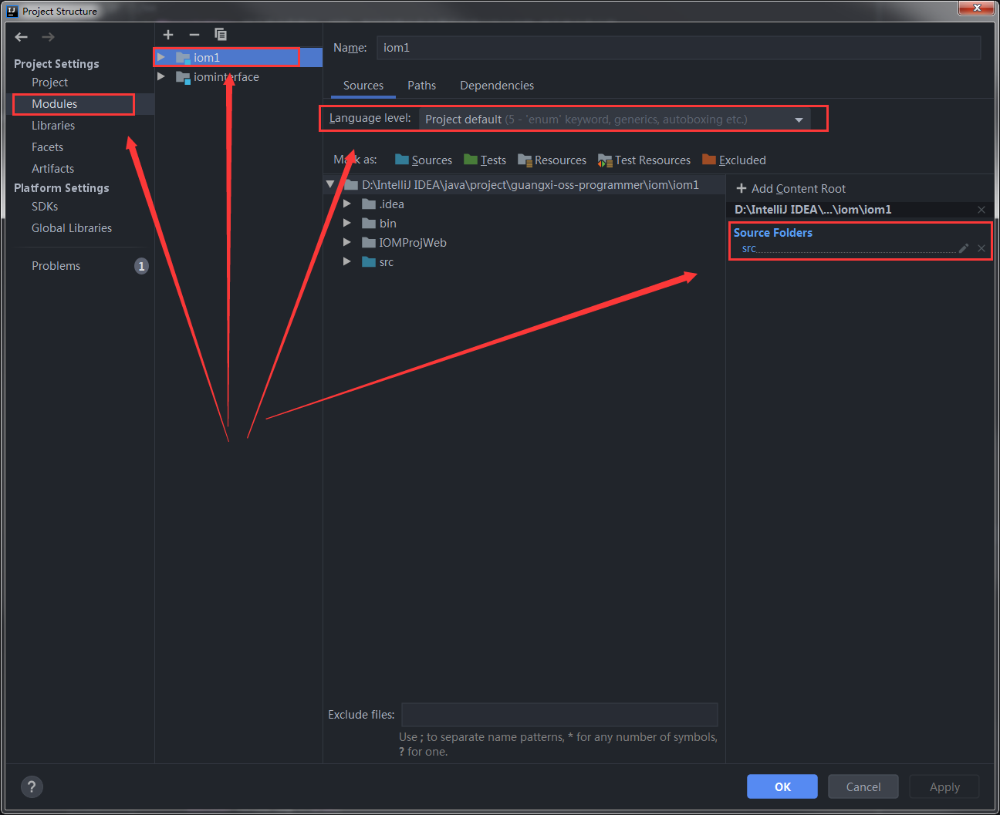 Project Structure
Project Settings
Project
Modules
Libraries
Facets
Artifacts
Platform Settings
SDKs
Global Libraries
Problems
1
iom1
iominterface
Name: iom1
Sources Paths Dependencies
Language level: Project default (5 - 'enum' keyword, generics, autoboxing etc.)
Mark as: Sources Tests Resources Test Resources Excluded
D:\IntelliJ IDEA\java\project\guangxi-oss-programmer\iom\iom1
.idea
bin
IOMProjWeb
src
+ Add Content Root
D:\IntelliJ IDEA\...\iom\iom1
Source Folders
src
Exclude files:
Use ; to separate name patterns, * for any number of symbols,
? for one.
?
OK Cancel Apply